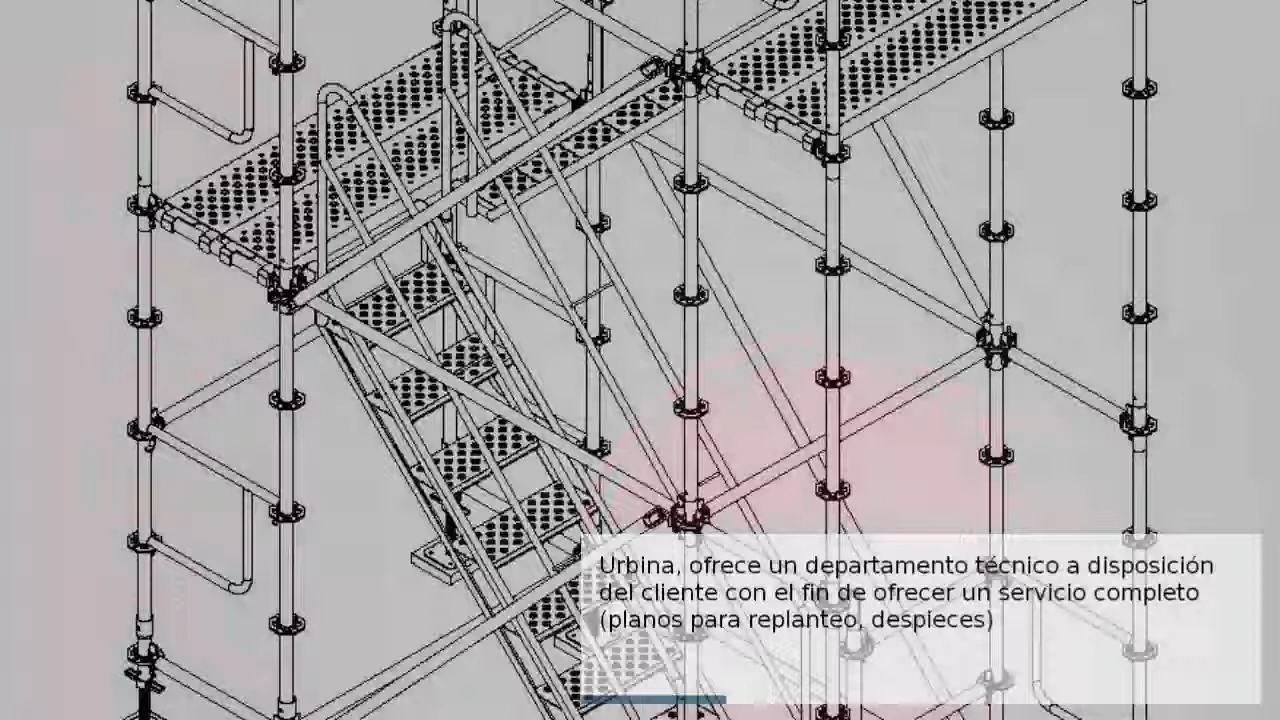 Urbina, ofrece un departamento técnico a disposición
del cliente con el fin de ofrecer un servicio completo
(planos para replanteo, despieces)